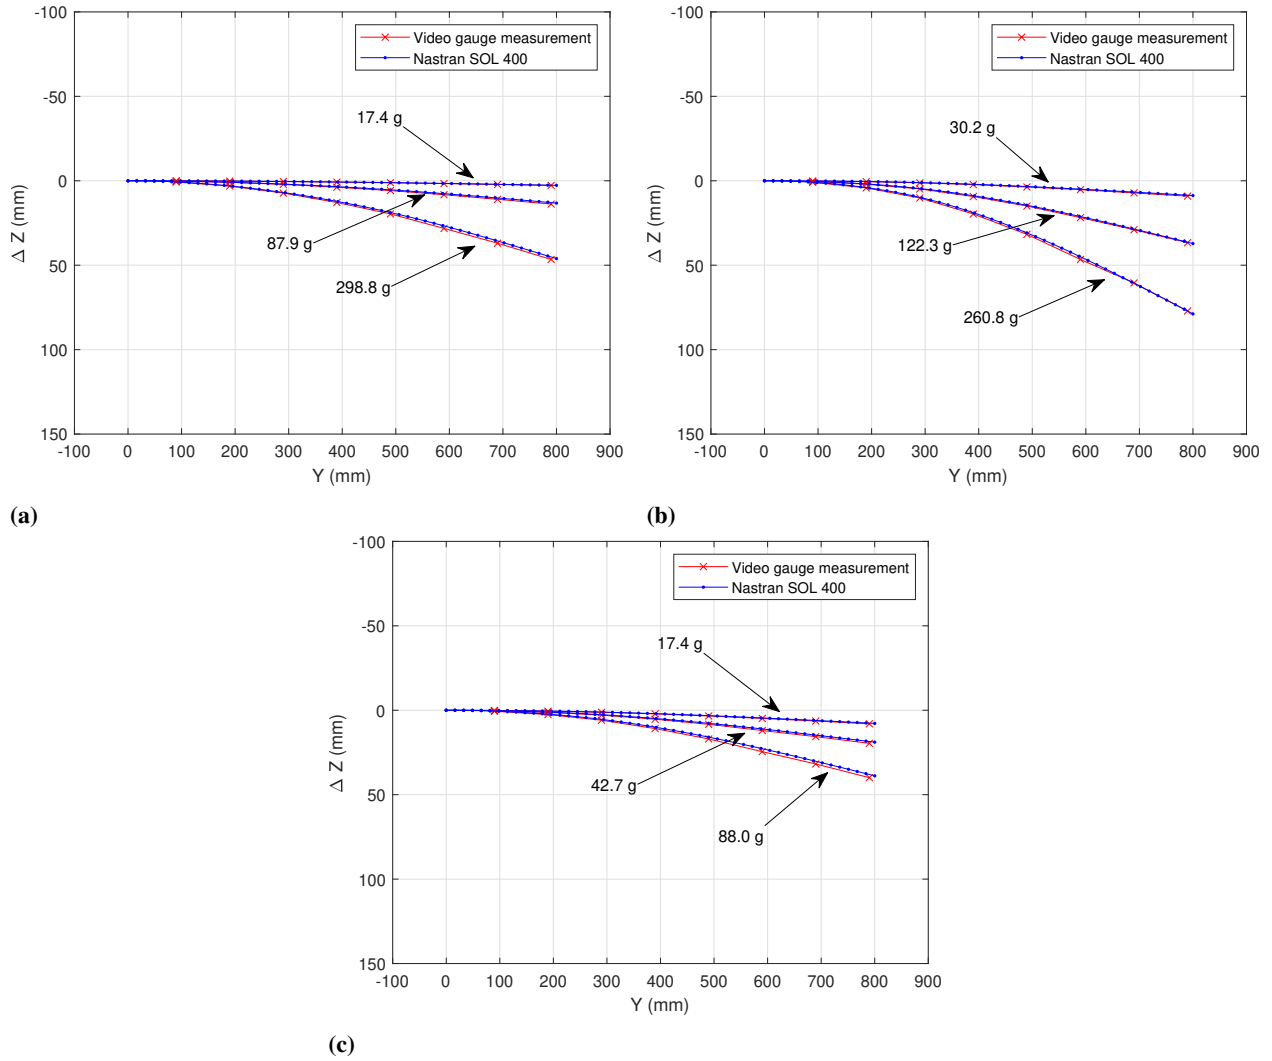 -100
-50
0
50
100
150
-100 0 100 200 300 400 500 600 700 800 900
Δ Z (mm)
Y (mm)
Video gauge measurement
Nastran SOL 400
17.4 g
87.9 g
298.8 g
(a)
-100
-50
0
50
100
150
-100 0 100 200 300 400 500 600 700 800 900
Δ Z (mm)
Y (mm)
Video gauge measurement
Nastran SOL 400
30.2 g
122.3 g
260.8 g
(b)
-100
-50
0
50
100
150
-100 0 100 200 300 400 500 600 700 800 900
Δ Z (mm)
Y (mm)
Video gauge measurement
Nastran SOL 400
17.4 g
42.7 g
88.0 g
(c)